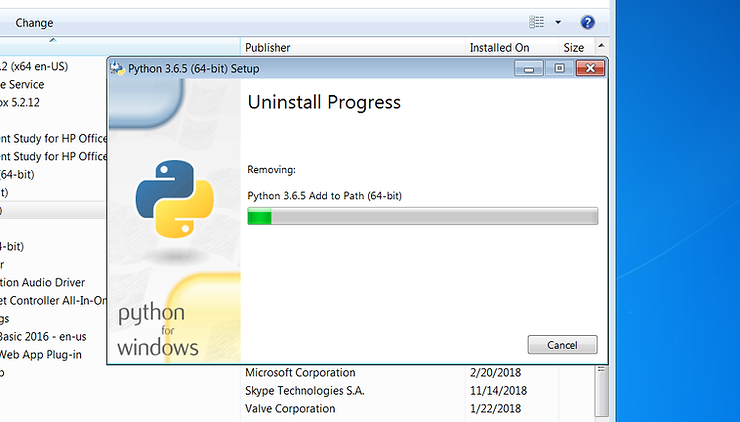 Change
Publisher
Installed On
Size
.2 (x64 en-US)
e Service
ox 5.2.12
ent Study for HP Office
ent Study for HP Office
(64-bit)
t)
)
4-bit)
r
tion Audio Driver
et Controller All-In-On
gs
Basic 2016 - en-us
Web App Plug-in
o
Python 3.6.5 (64-bit) Setup
Uninstall Progress
Removing:
Python 3.6.5 Add to Path (64-bit)
python
for
windows
Cancel
Microsoft Corporation 2/20/2018
Skype Technologies S.A. 11/14/2018
Valve Corporation 1/22/2018